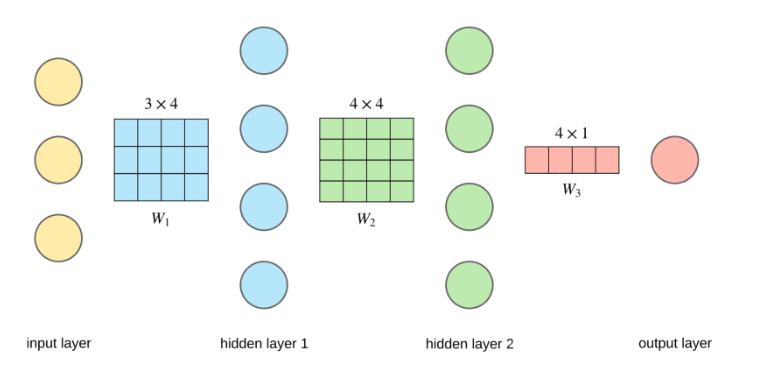 3 × 4
4 × 4
4 × 1
W₁
W₂
W₃
input layer
hidden layer 1
hidden layer 2
output layer